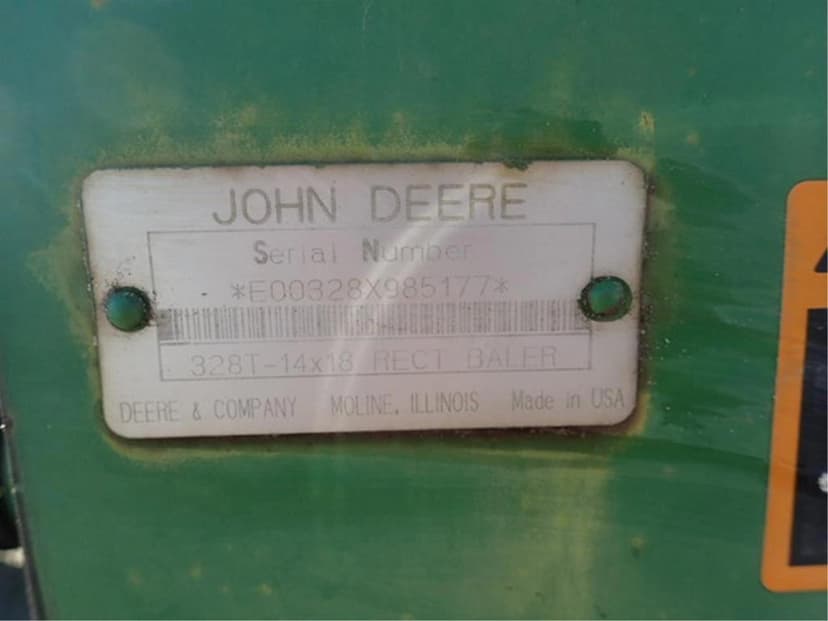 JOHN DEERE
Serial Number
*E00328X985177*
328T-14x18 RECT BALER
DEERE & COMPANY MOLINE, ILLINOIS Made in USA